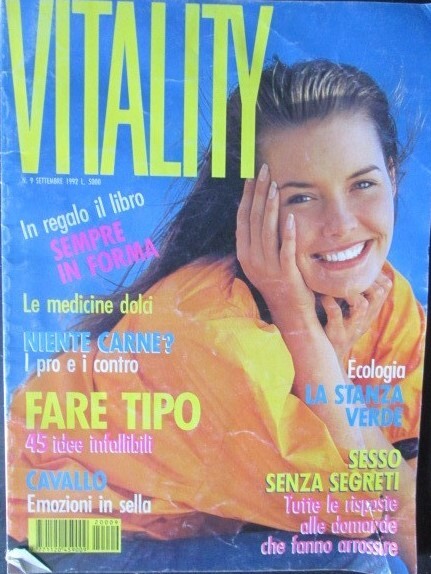 VITALITY
V. 9 SETTEMBRE 1992 L. 5000
In regalo il libro
SEMPRE
IN FORMA
Le medicine dolci
NIENTE CARNE?
I pro e i contro
FARE TIPO
45 idee infallibili
CAVALLO
Emozioni in sella
Ecologia
LA STANZA
VERDE
SESSO
SENZA SEGRETI
Tutte le risposte
alle domande
che fanno arrossire
20009